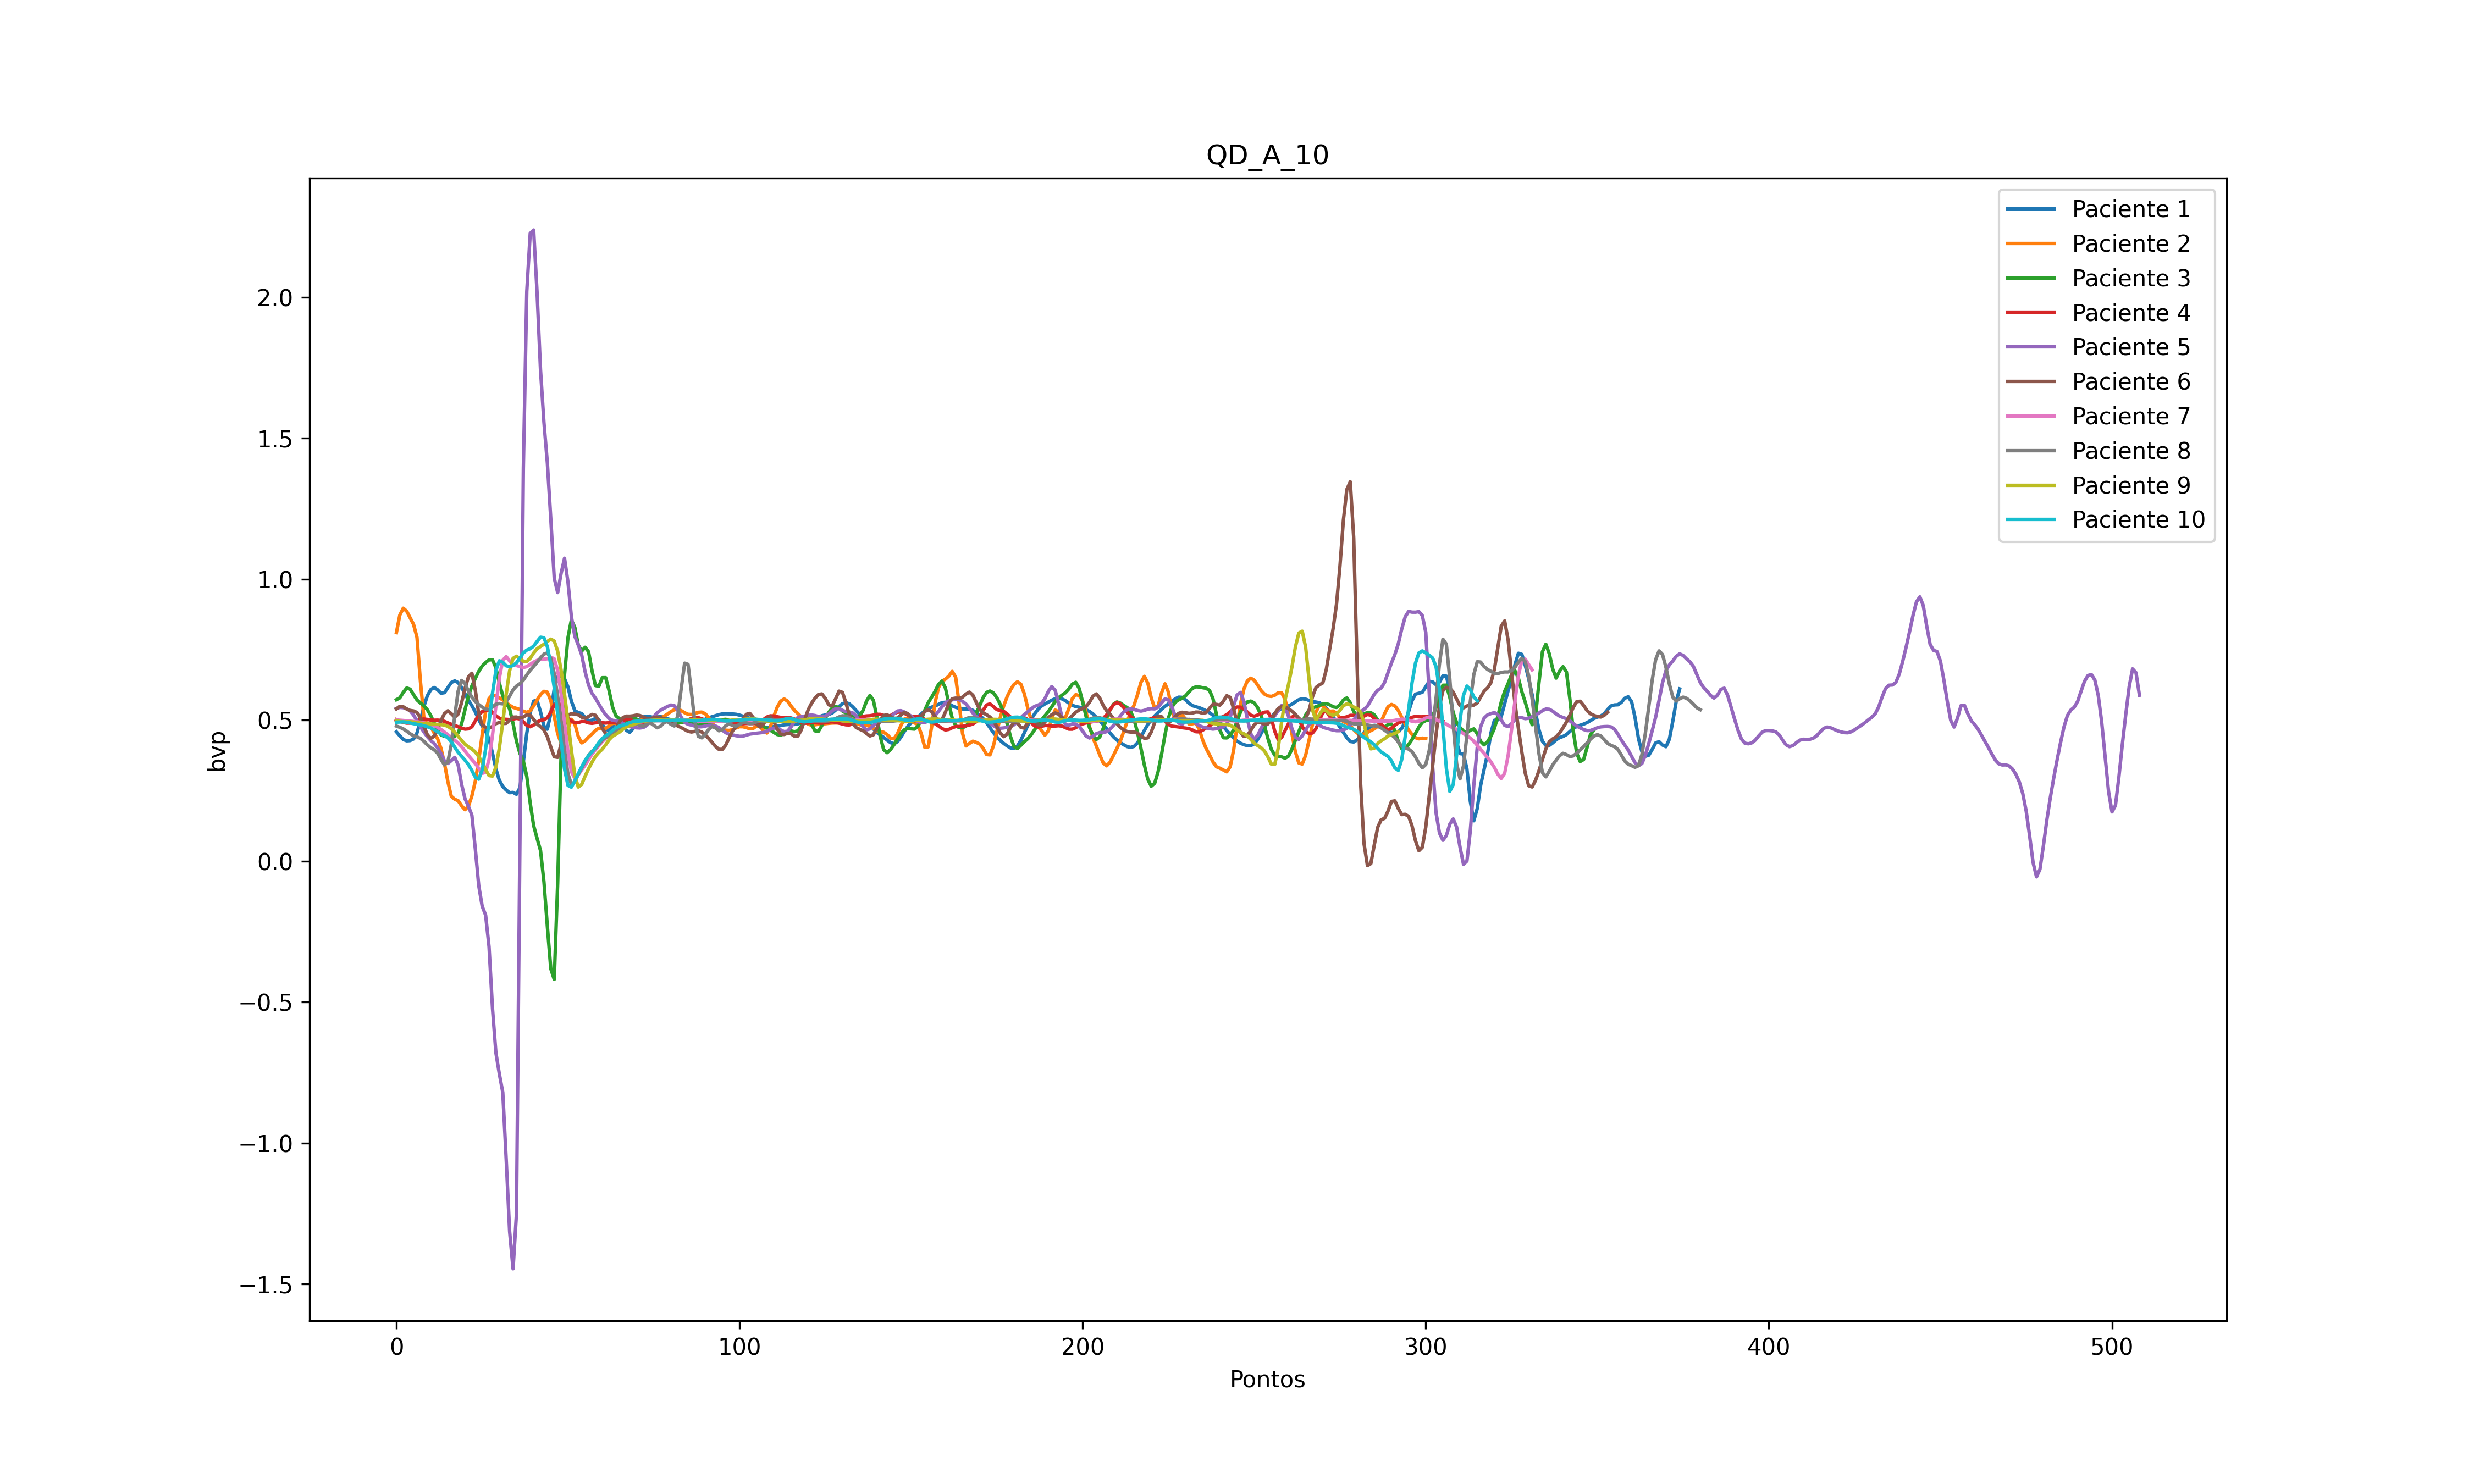 QD_A_10
Paciente 1
Paciente 2
Paciente 3
Paciente 4
Paciente 5
Paciente 6
Paciente 7
Paciente 8
Paciente 9
Paciente 10
2.0
1.5
1.0
0.5
0.0
−0.5
−1.0
−1.5
bvp
0 100 200 300 400 500
Pontos